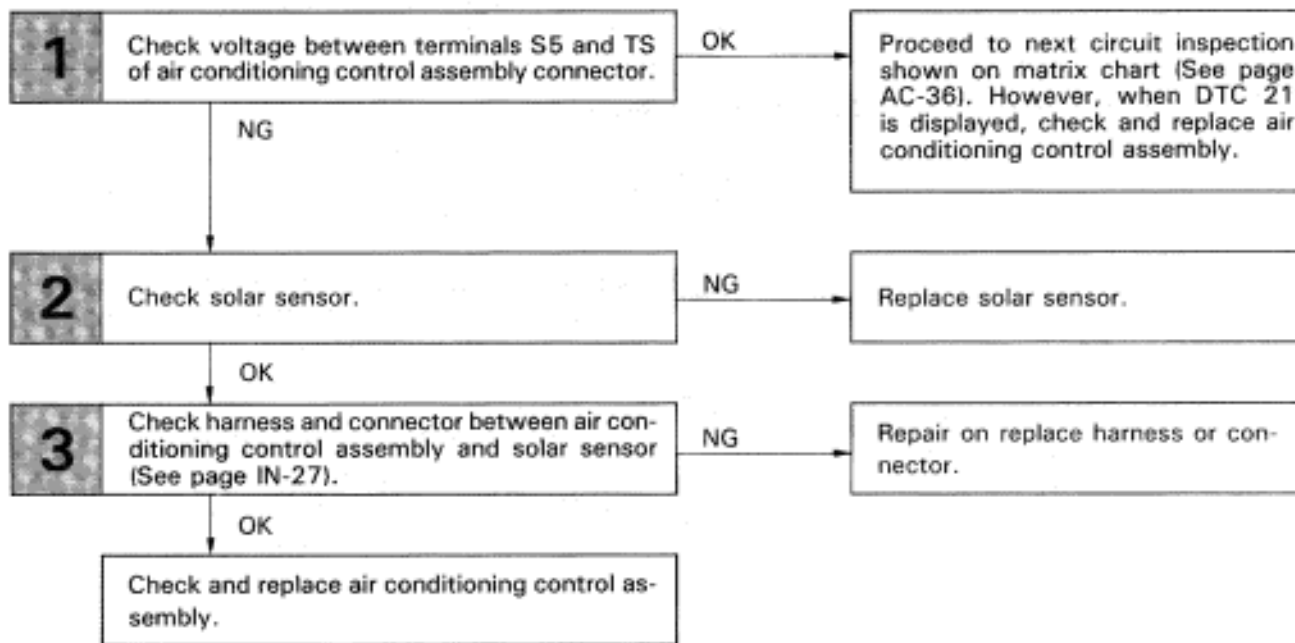 1
Check voltage between terminals S5 and TS
of air conditioning control assembly connector.
OK
Proceed to next circuit inspection
shown on matrix chart (See page
AC-36). However, when DTC 21
is displayed, check and replace air
conditioning control assembly.
NG
2
Check solar sensor.
NG
Replace solar sensor.
OK
3
Check harness and connector between air con-
ditioning control assembly and solar sensor
(See page IN-27).
NG
Repair on replace harness or con-
nector.
OK
Check and replace air conditioning control as-
sembly.